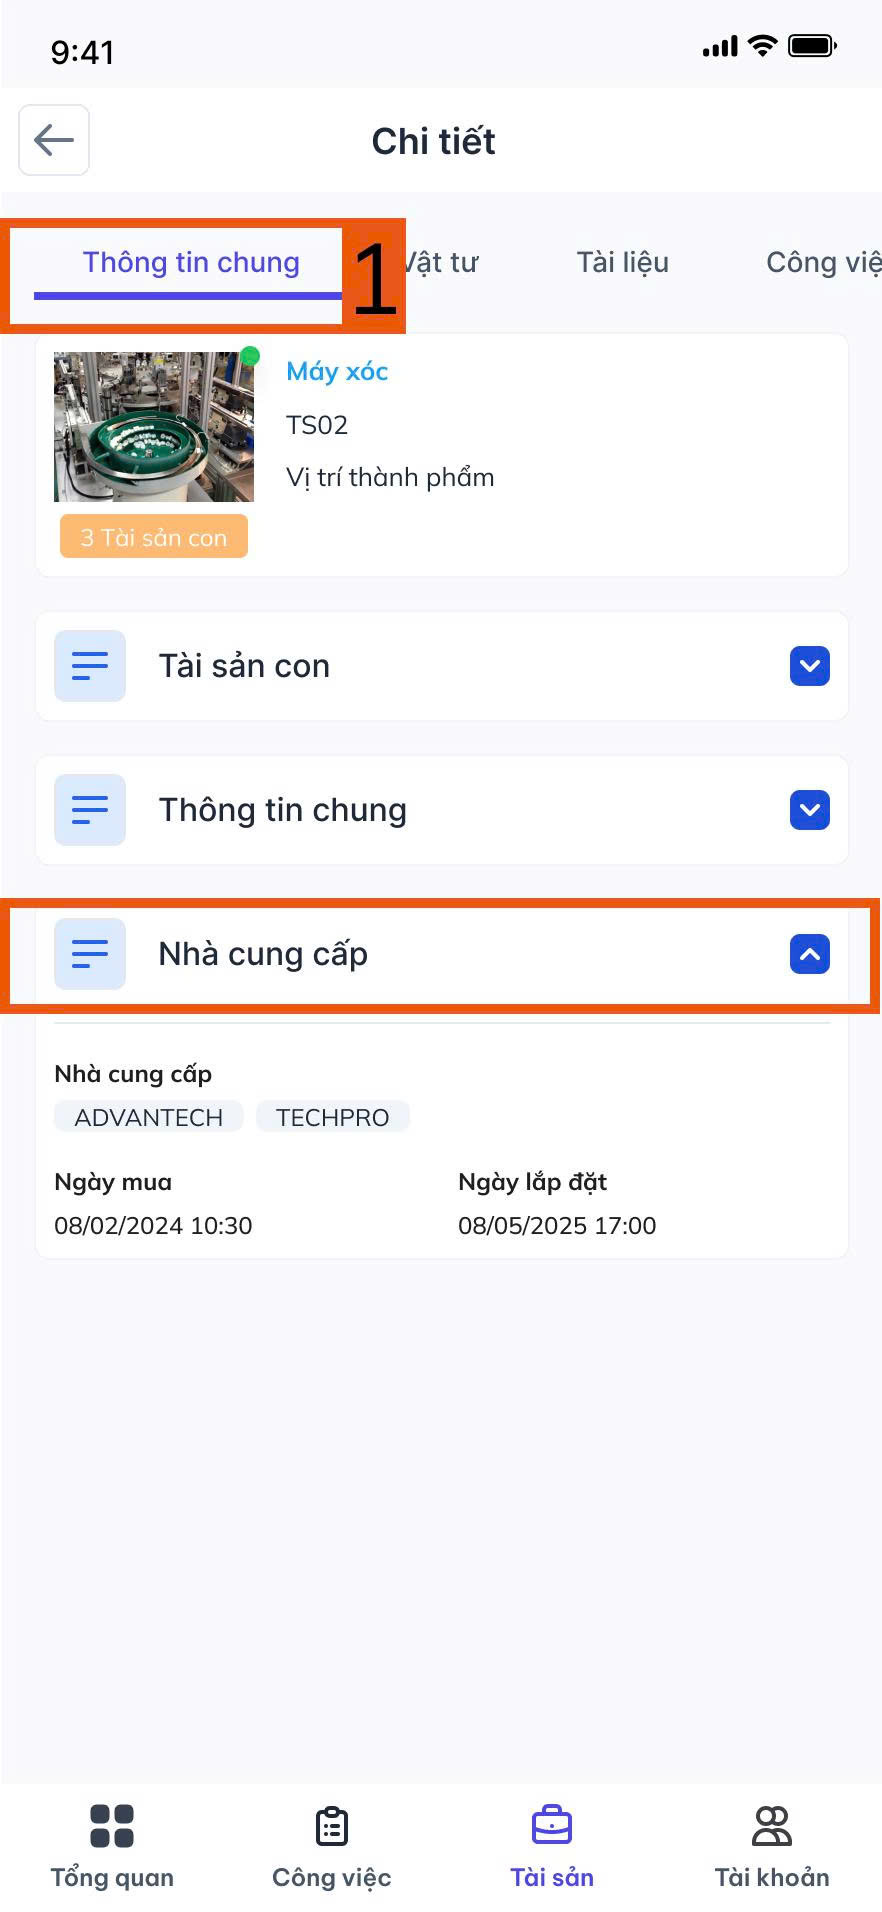 9:41
Chi tiết
Thông tin chung
1
Vật tư
Tài liệu
Công việ
Máy xóc
TS02
Vị trí thành phẩm
3 Tài sản con
Tài sản con
Thông tin chung
Nhà cung cấp
Nhà cung cấp
ADVANTECH TECHPRO
Ngày mua
Ngày lắp đặt
08/02/2024 10:30
08/05/2025 17:00
Tổng quan
Công việc
Tài sản
Tài khoản